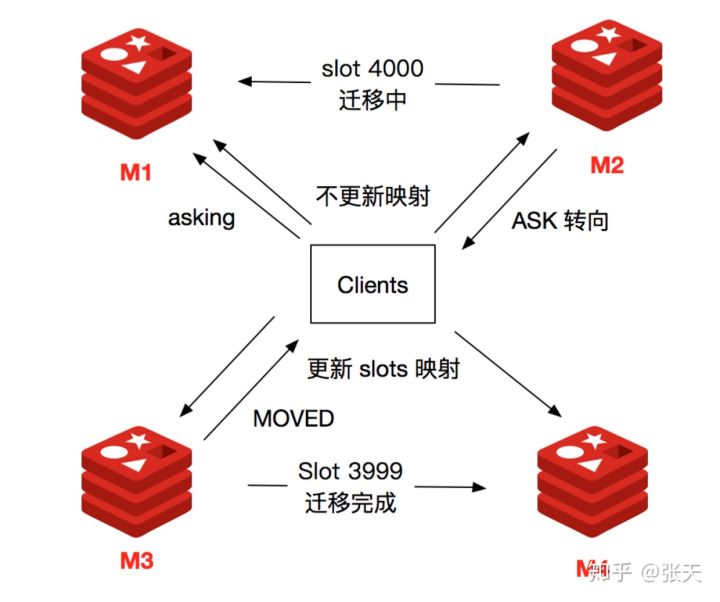 slot 4000
迁移中
M1
M2
不更新映射
asking
ASK 转向
Clients
更新 slots 映射
MOVED
Slot 3999
迁移完成
M3
M4
知乎 @张天